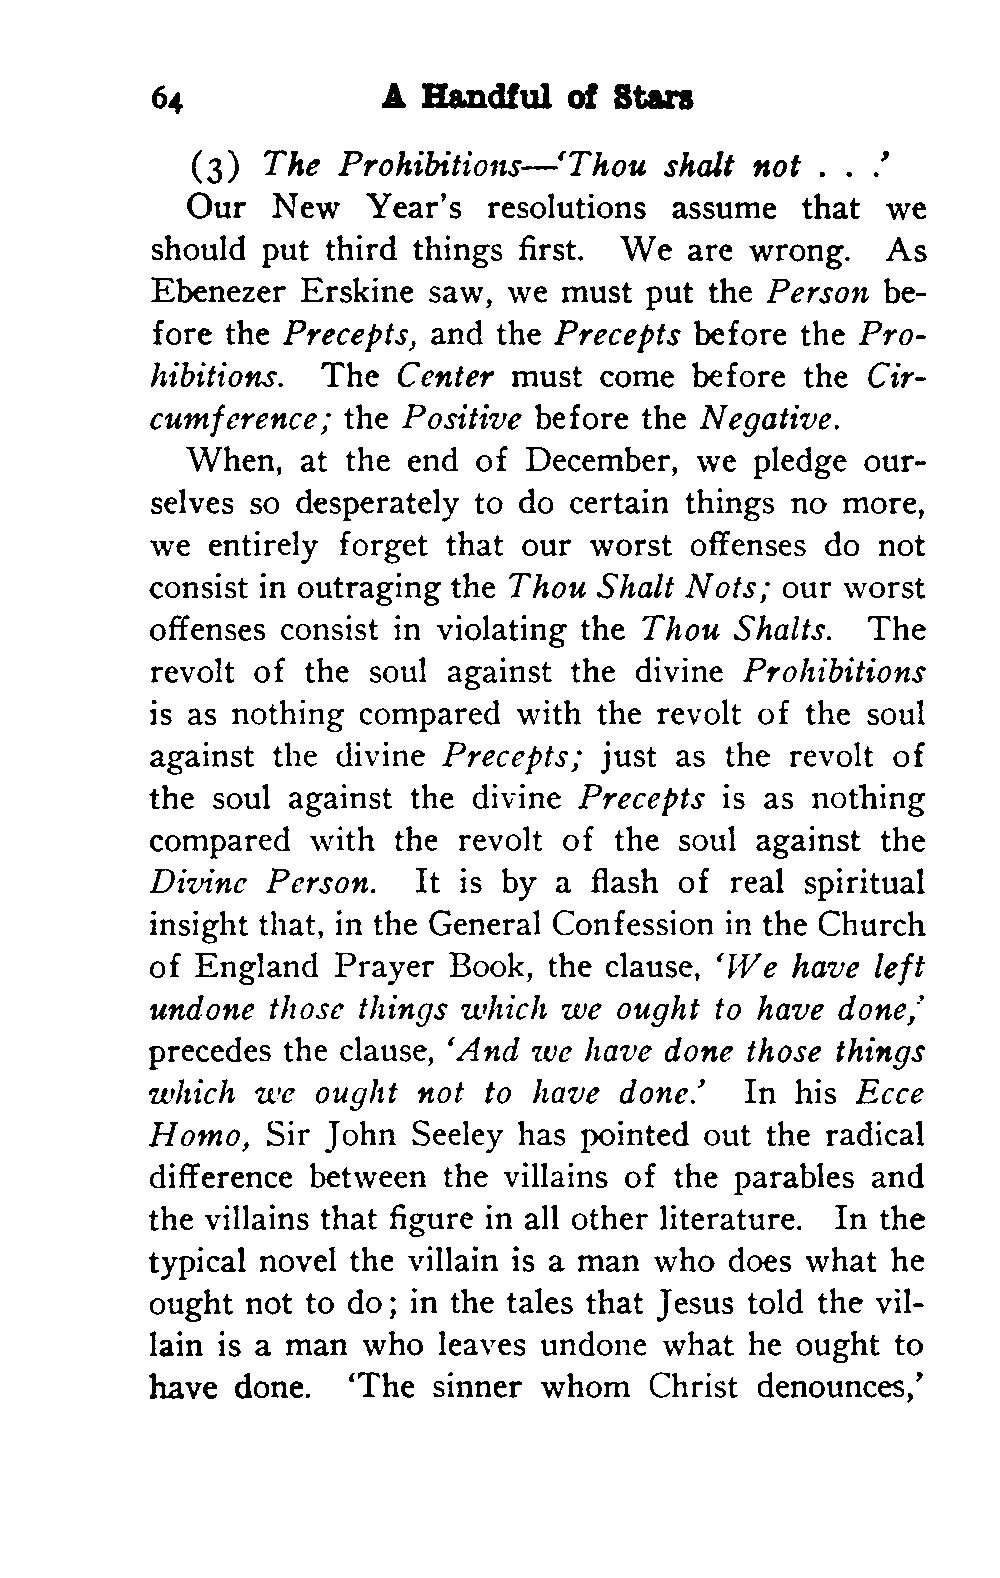 64 A Handful of Stars
(3) The Prohibitions—‘Thou shalt not . . .’
Our New Year’s resolutions assume that we
should put third things first. We are wrong. As
Ebenezer Erskine saw, we must put the Person be-
fore the Precepts, and the Precepts before the Pro-
hibitions. The Center must come before the Cir-
cumference; the Positive before the Negative.
When, at the end of December, we pledge our-
selves so desperately to do certain things no more,
we entirely forget that our worst offenses do not
consist in outraging the Thou Shalt Nots; our worst
offenses consist in violating the Thou Shalts. The
revolt of the soul against the divine Prohibitions
is as nothing compared with the revolt of the soul
against the divine Precepts; just as the revolt of
the soul against the divine Precepts is as nothing
compared with the revolt of the soul against the
Divine Person. It is by a flash of real spiritual
insight that, in the General Confession in the Church
of England Prayer Book, the clause, ‘We have left
undone those things which we ought to have done,’
precedes the clause, ‘And we have done those things
which we ought not to have done.’ In his Ecce
Homo, Sir John Seeley has pointed out the radical
difference between the villains of the parables and
the villains that figure in all other literature. In the
typical novel the villain is a man who does what he
ought not to do; in the tales that Jesus told the vil-
lain is a man who leaves undone what he ought to
have done. ‘The sinner whom Christ denounces,’